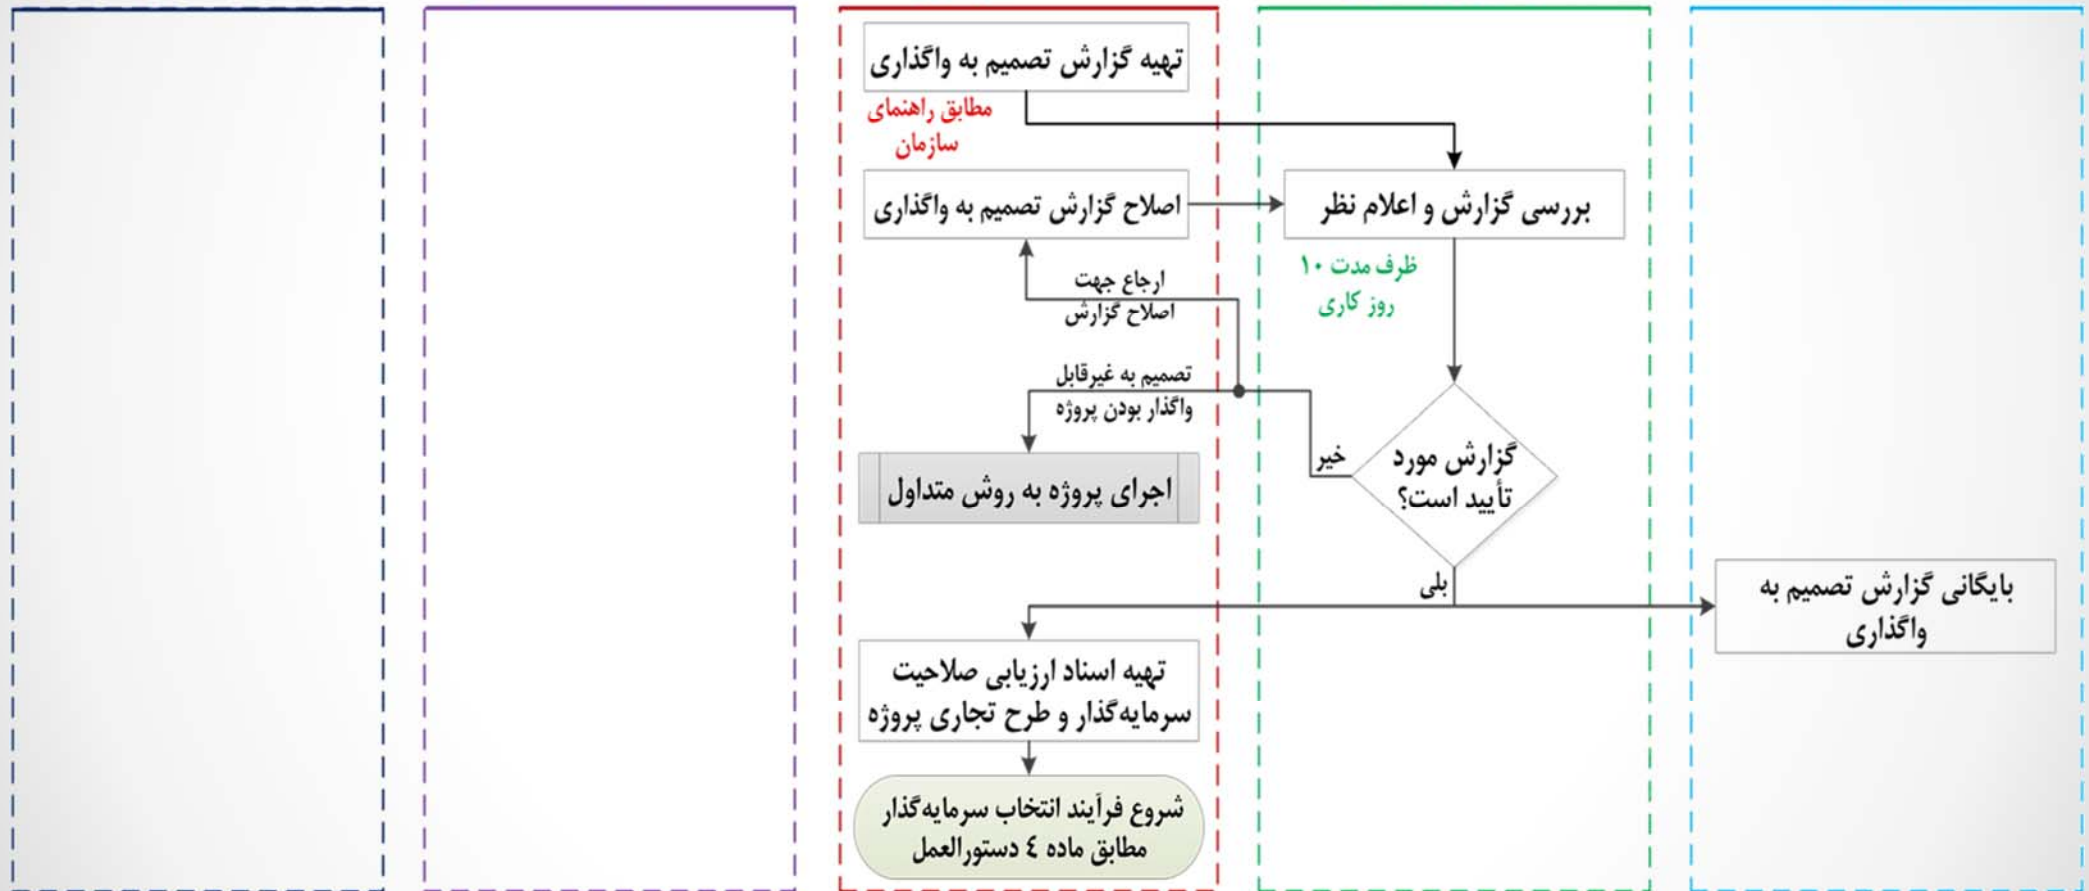 تهیه گزارش تصمیم به واگذاری
مطابق راهنمای
سازمان
بررسی گزارش و اعلام نظر
اصلاح گزارش تصمیم به واگذاری
ظرف مدت ۱۰
روز کاری
ارجاع جهت
اصلاح گزارش
تصمیم به غیرقابل
واگذار بودن پروژه
گزارش مورد
تأیید است؟
خیر
اجرای پروژه به روش متداول
بلی
بایگانی گزارش تصمیم به
واگذاری
تهیه اسناد ارزیابی صلاحیت
سرمایه‌گذار و طرح تجاری پروژه
شروع فرآیند انتخاب سرمایه‌گذار
مطابق ماده ٤ دستورالعمل